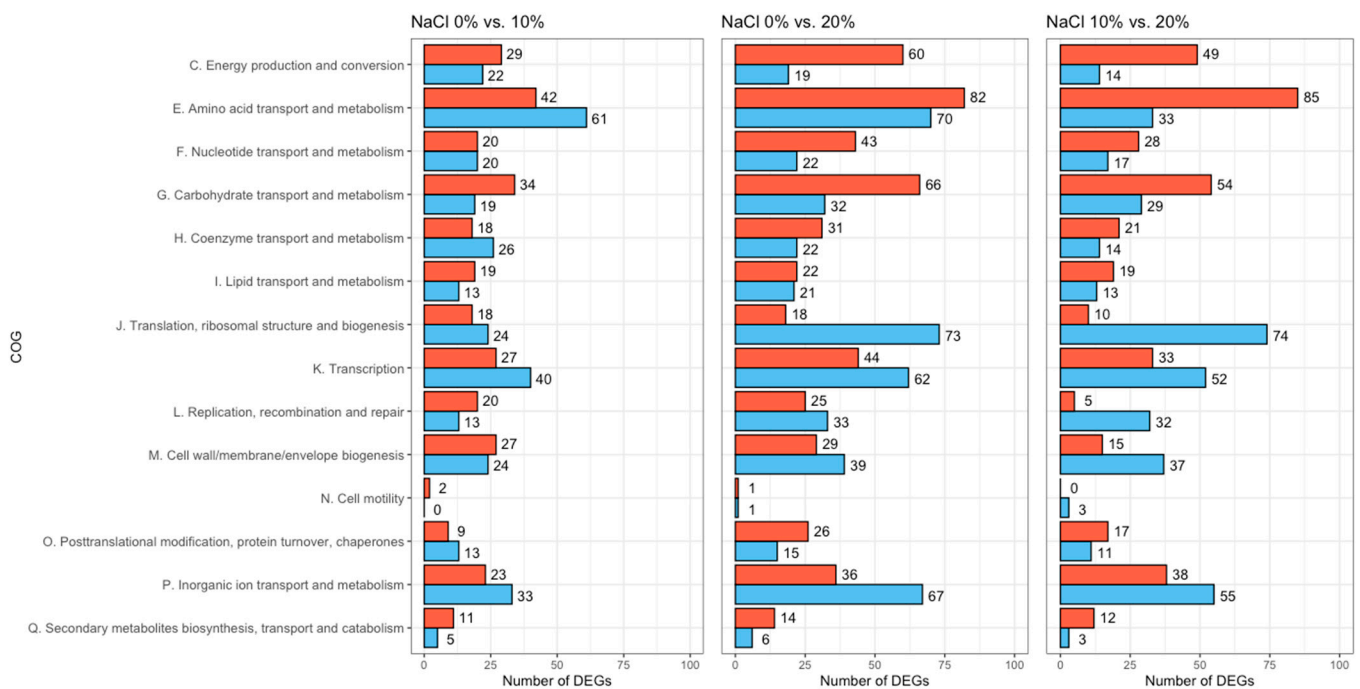 NaCl 0% vs. 10% NaCl 0% vs. 20% NaCl 10% vs. 20%
COG
C. Energy production and conversion 29 60 49
22 19 14
E. Amino acid transport and metabolism 42 82 85
61 70 33
F. Nucleotide transport and metabolism 20 43 28
20 22 17
G. Carbohydrate transport and metabolism 34 66 54
19 32 29
H. Coenzyme transport and metabolism 18 31 21
26 22 14
I. Lipid transport and metabolism 19 22 19
13 21 13
J. Translation, ribosomal structure and biogenesis 18 18 10
24 73 74
K. Transcription 27 44 33
40 62 52
L. Replication, recombination and repair 20 25 5
13 33 32
M. Cell wall/membrane/envelope biogenesis 27 29 15
24 39 37
N. Cell motility 2 1 0
0 1 3
O. Posttranslational modification, protein turnover, chaperones 9 26 17
13 15 11
P. Inorganic ion transport and metabolism 23 36 38
33 67 55
Q. Secondary metabolites biosynthesis, transport and catabolism 11 14 12
5 6 3
0 25 50 75 100 0 25 50 75 100 0 25 50 75 100
Number of DEGs Number of DEGs Number of DEGs